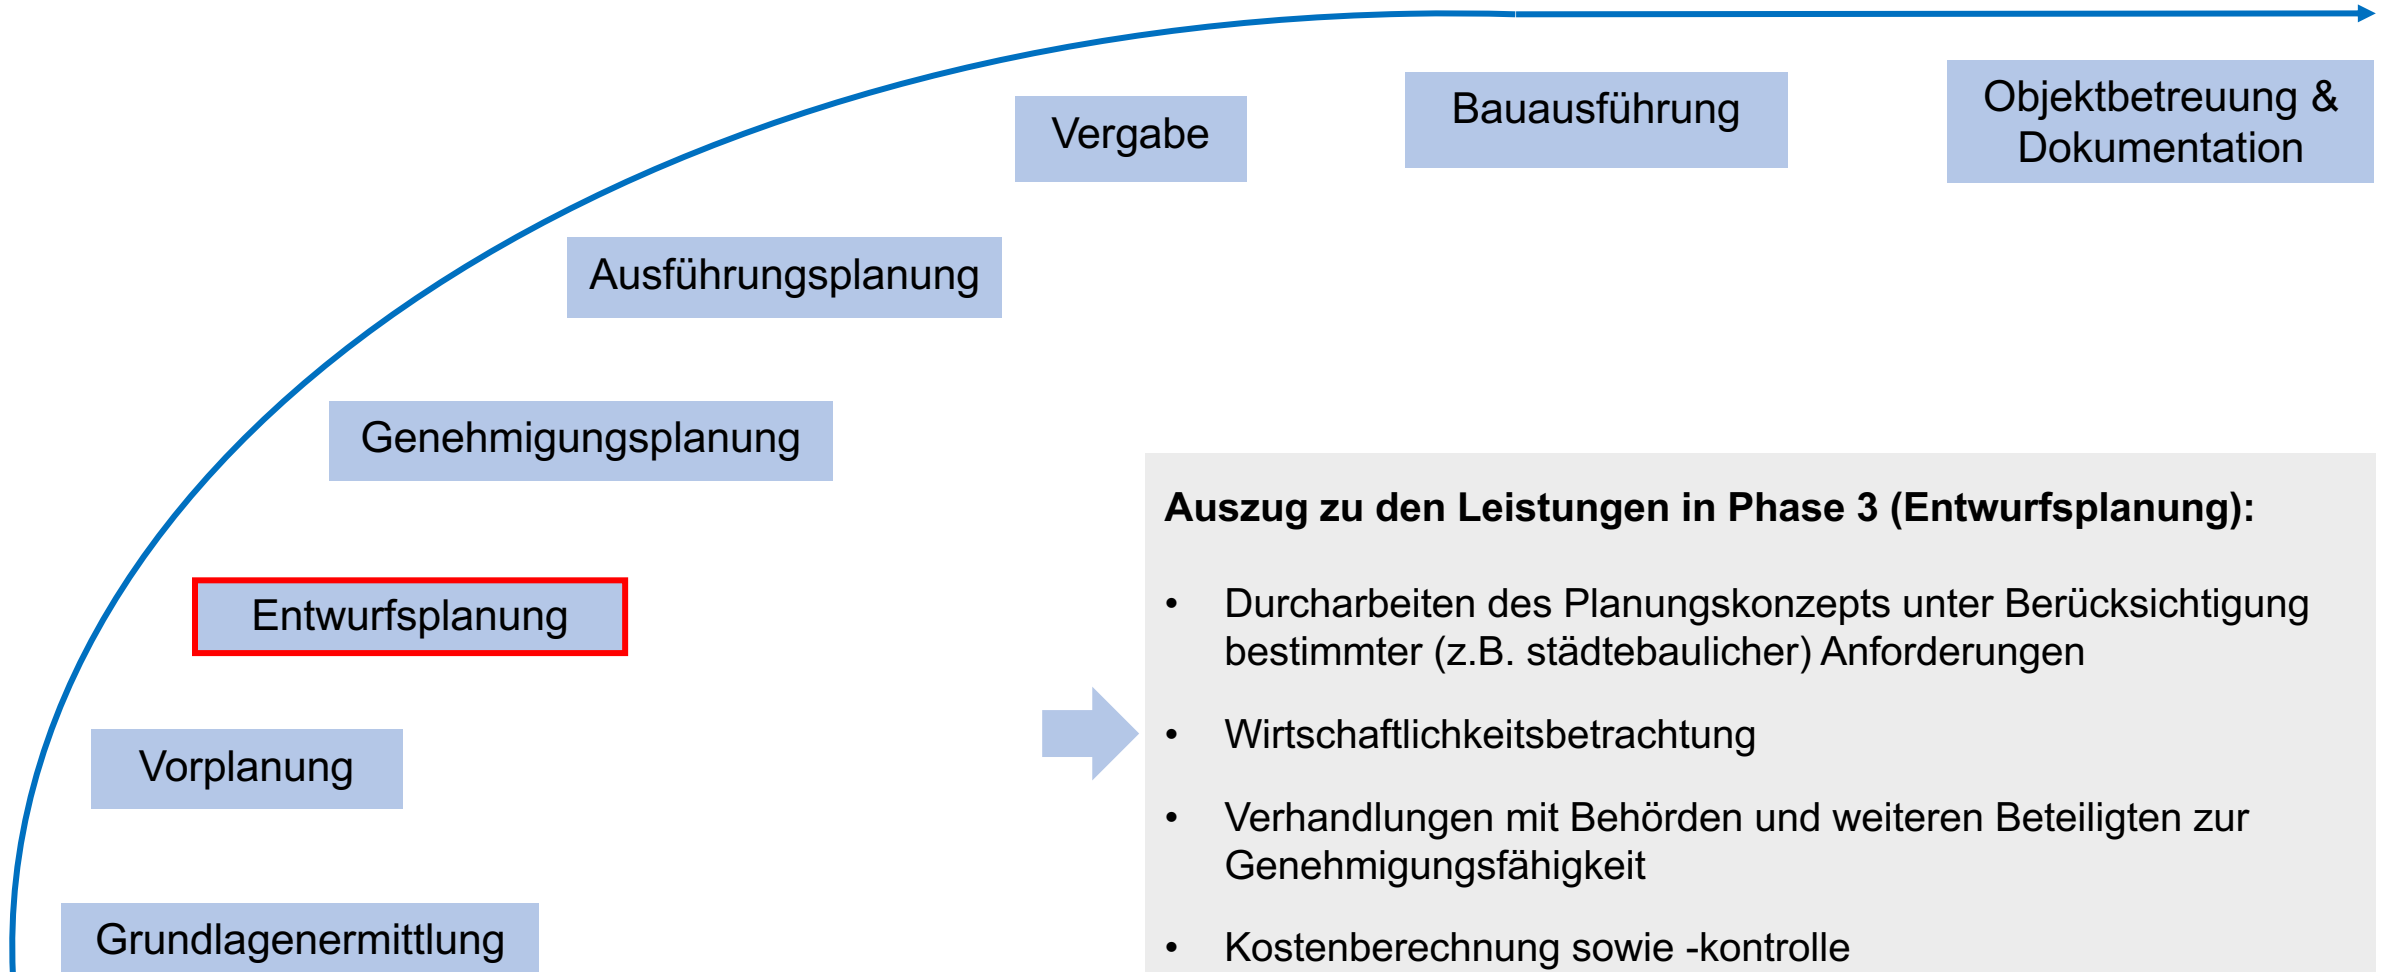 Vergabe
Bauausführung
Objektbetreuung &
Dokumentation
Ausführungsplanung
Genehmigungsplanung
Entwurfsplanung
Vorplanung
Grundlagenermittlung
Auszug zu den Leistungen in Phase 3 (Entwurfsplanung):
• Durcharbeiten des Planungskonzepts unter Berücksichtigung
bestimmter (z.B. städtebaulicher) Anforderungen
• Wirtschaftlichkeitsbetrachtung
• Verhandlungen mit Behörden und weiteren Beteiligten zur
Genehmigungsfähigkeit
• Kostenberechnung sowie -kontrolle